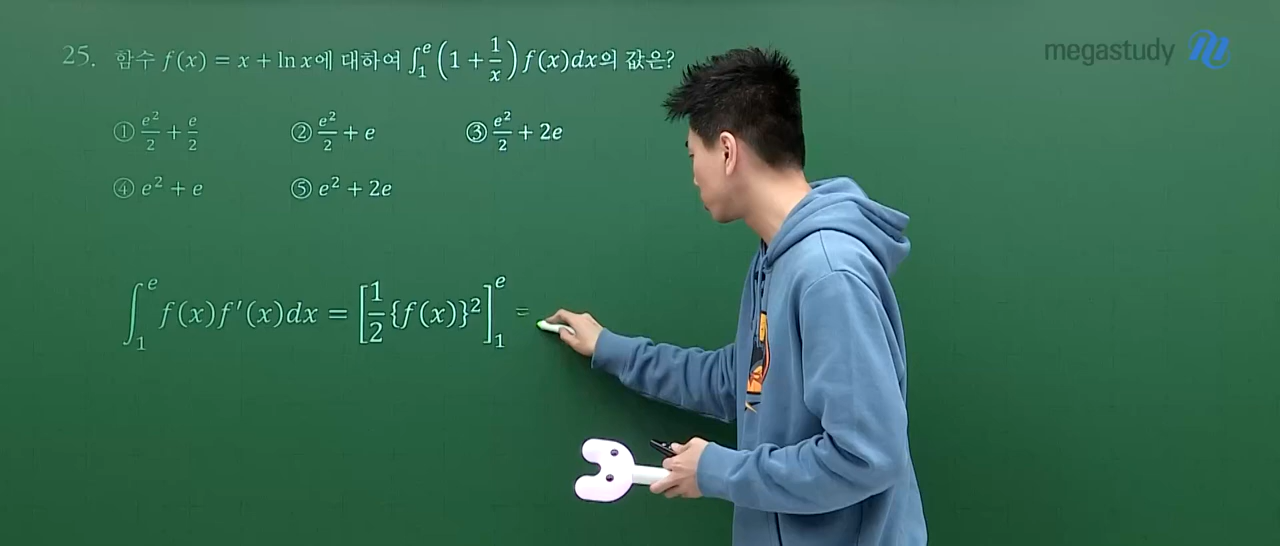 megastudy
25. 함수 f(x) = x + ln x에 대하여 ∫₁ᵉ (1 + 1/x) f(x)dx의 값은?
① e²/2 + e/2 ② e²/2 + e ③ e²/2 + 2e
④ e² + e ⑤ e² + 2e
∫₁ᵉ f(x)f′(x)dx = [1/2 {f(x)}²]₁ᵉ =